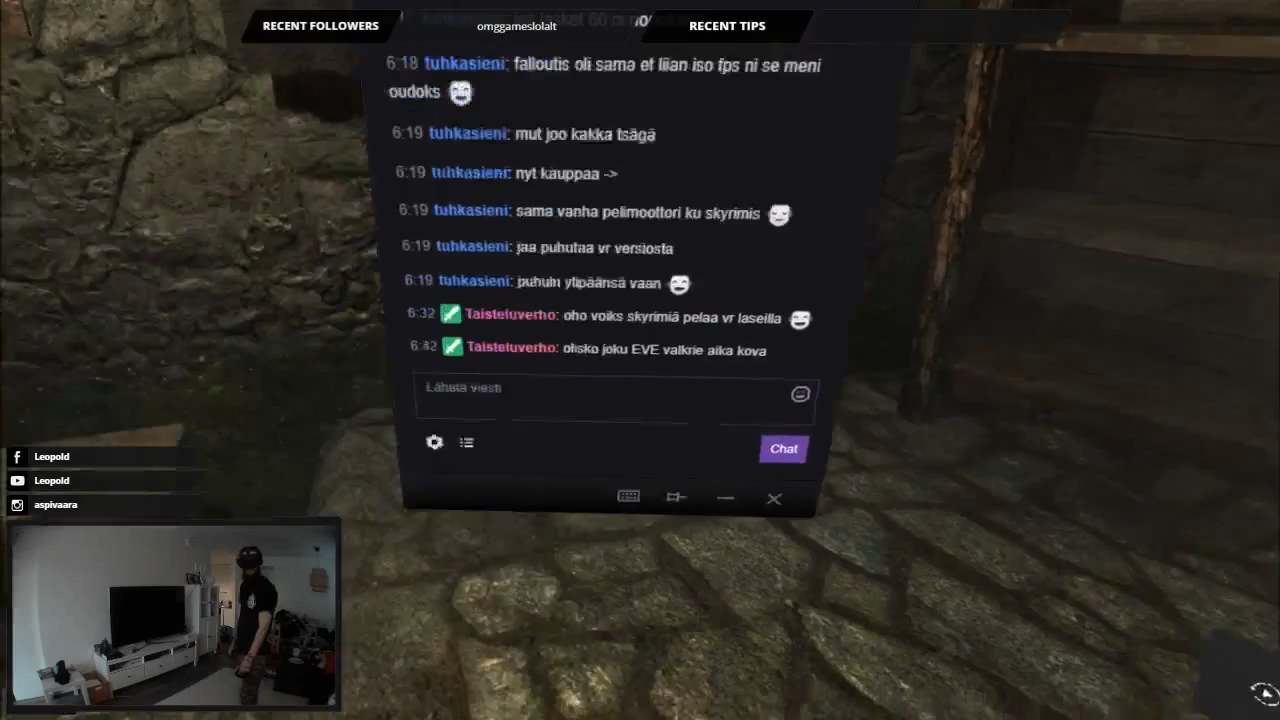 RECENT FOLLOWERS
omggameslolalt
RECENT TIPS
6:18 tuhkasieni: falloutis oli sama et liian iso fps ni se meni
oudoks
6:19 tuhkasieni: mut joo kakka tsägä
6:19 tuhkasieni: nyt kauppaa ->
6:19 tuhkasieni: sama vanha pelimoottori ku skyrimis
6:19 tuhkasieni: jaa puhutaa vr versiosta
6:19 tuhkasieni: puhuin ylipäänsä vaan
6:32 Taisteluverho: oho voiks skyrimiä pelaa vr laseilla
6:42 Taisteluverho: olisko joku EVE valkrie aika kova
Lähetä viesti
Chat
Leopold
Leopold
aspivaara